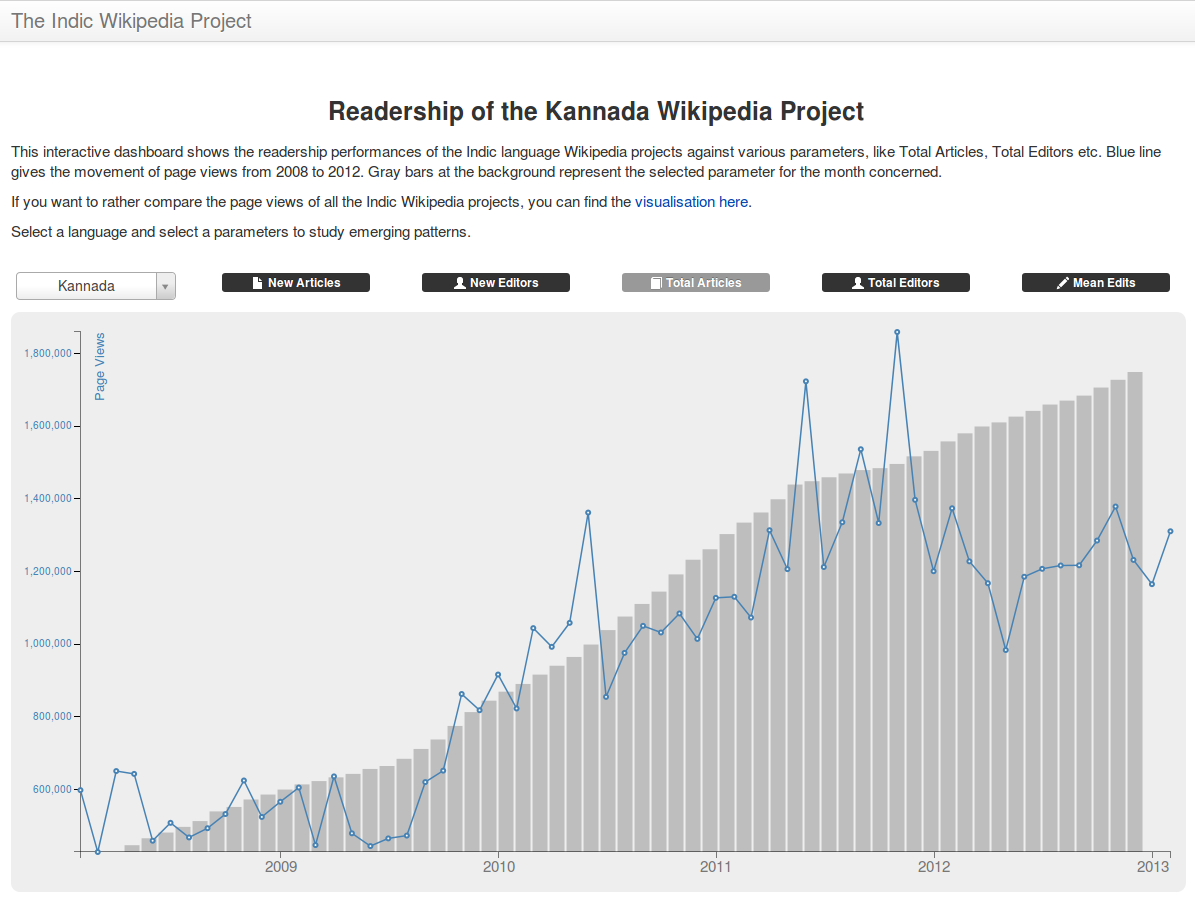 The Indic Wikipedia Project
Readership of the Kannada Wikipedia Project
This interactive dashboard shows the readership performances of the Indic language Wikipedia projects against various parameters, like Total Articles, Total Editors etc. Blue line
gives the movement of page views from 2008 to 2012. Gray bars at the background represent the selected parameter for the month concerned.
If you want to rather compare the page views of all the Indic Wikipedia projects, you can find the visualisation here.
Select a language and select a parameters to study emerging patterns.
Kannada New Articles New Editors Total Articles Total Editors Mean Edits
Page Views
1,800,000
1,600,000
1,400,000
1,200,000
1,000,000
800,000
600,000
2009 2010 2011 2012 2013